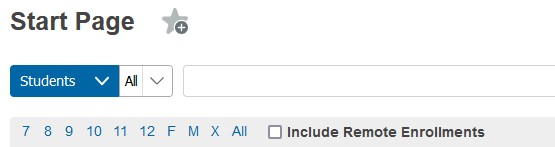 Start Page
Students All
7 8 9 10 11 12 F M X All Include Remote Enrollments